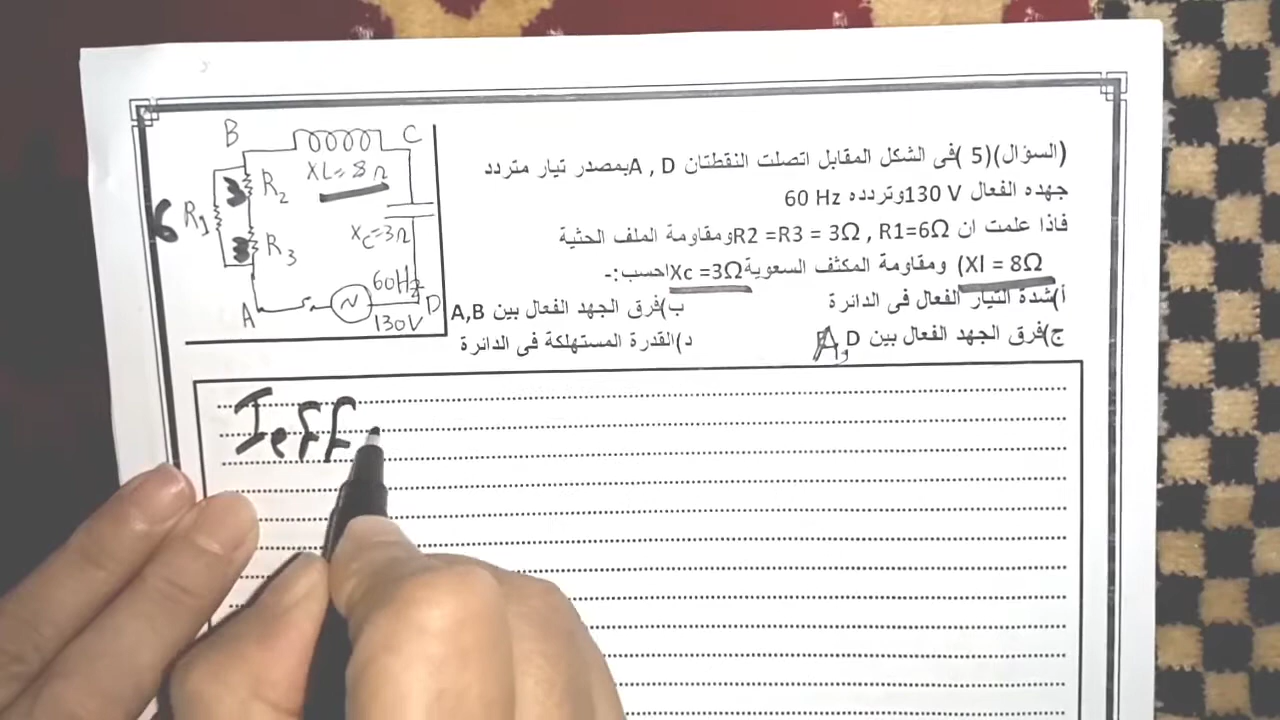 (السؤال)(5 )فى الشكل المقابل اتصلت النقطتان A , D بمصدر تيار متردد
جهده الفعال 130 V وتردده 60 Hz
فاذا علمت ان R2 =R3 = 3Ω , R1=6Ω ومقاومة الملف الحثية
(Xl = 8Ω ومقاومة المكثف السعوية Xc =3Ω احسب:-
أ)شدة التيار الفعال فى الدائرة
ب)فرق الجهد الفعال بين A,B
ج)فرق الجهد الفعال بين A, D
د)القدرة المستهلكة فى الدائرة
B
C
XL = 8 Ω
3
R2
6
R1
3
R3
Xc=3Ω
60Hz
A
~
D
130V
Ieff